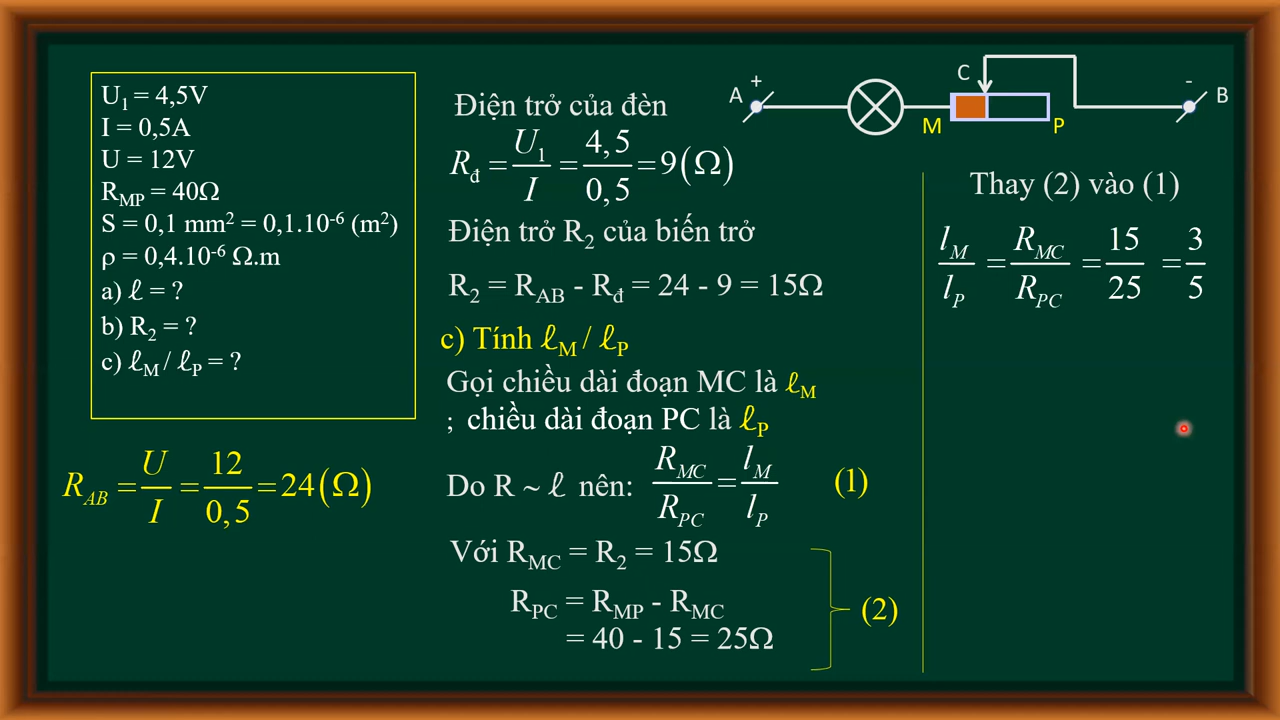 U₁ = 4,5V
I = 0,5A
U = 12V
R_MP = 40Ω
S = 0,1 mm² = 0,1.10⁻⁶ (m²)
ρ = 0,4.10⁻⁶ Ω.m
a) ℓ = ?
b) R₂ = ?
c) ℓ_M / ℓ_P = ?
R_AB = U/I = 12/0,5 = 24 (Ω)
Điện trở của đèn
R_đ = U₁/I = 4,5/0,5 = 9 (Ω)
Điện trở R₂ của biến trở
R₂ = R_AB - R_đ = 24 - 9 = 15Ω
c) Tính ℓ_M / ℓ_P
Gọi chiều dài đoạn MC là ℓ_M
; chiều dài đoạn PC là ℓ_P
Do R ~ ℓ nên: R_MC/R_PC = l_M/l_P (1)
Với R_MC = R₂ = 15Ω
R_PC = R_MP - R_MC
= 40 - 15 = 25Ω
(2)
A + C - B
M P
Thay (2) vào (1)
l_M/l_P = R_MC/R_PC = 15/25 = 3/5